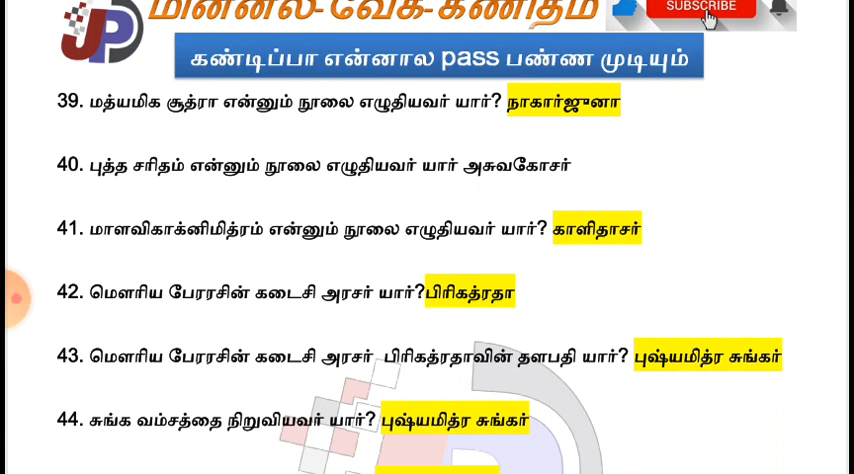 மின்னல்-வேக-கணிதம்
SUBSCRIBE
JP
கண்டிப்பா என்னால pass பண்ண முடியும்
39. மத்யமிக சூத்ரா என்னும் நூலை எழுதியவர் யார்? நாகார்ஜுனா
40. புத்த சரிதம் என்னும் நூலை எழுதியவர் யார் அசுவகோசர்
41. மாளவிகாக்னிமித்ரம் என்னும் நூலை எழுதியவர் யார்? காளிதாசர்
42. மௌரிய பேரரசின் கடைசி அரசர் யார்?பிரிகத்ரதா
43. மௌரிய பேரரசின் கடைசி அரசர் பிரிகத்ரதாவின் தளபதி யார்? புஷ்யமித்ர சுங்கர்
44. சுங்க வம்சத்தை நிறுவியவர் யார்? புஷ்யமித்ர சுங்கர்